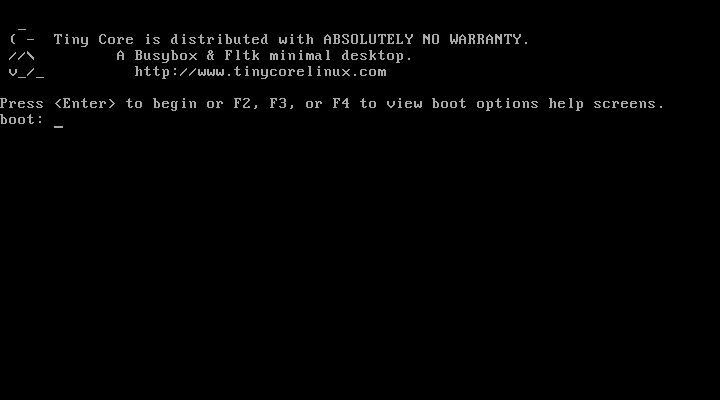 _
( -  Tiny Core is distributed with ABSOLUTELY NO WARRANTY.
//\         A Busybox & Fltk minimal desktop.
v_/_          http://www.tinycorelinux.com
Press <Enter> to begin or F2, F3, or F4 to view boot options help screens.
boot: _